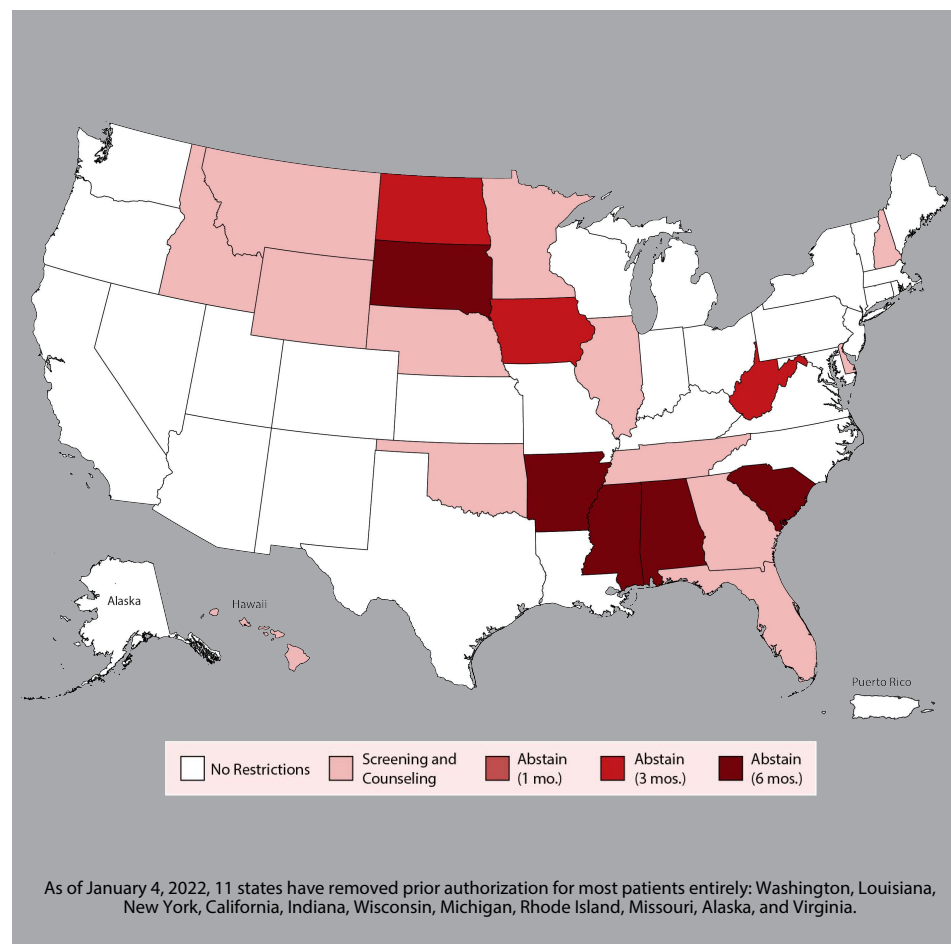 Alaska
Hawaii
Puerto Rico
No Restrictions
Screening and
Counseling
Abstain
(1 mo.)
Abstain
(3 mos.)
Abstain
(6 mos.)
As of January 4, 2022, 11 states have removed prior authorization for most patients entirely: Washington, Louisiana,
New York, California, Indiana, Wisconsin, Michigan, Rhode Island, Missouri, Alaska, and Virginia.